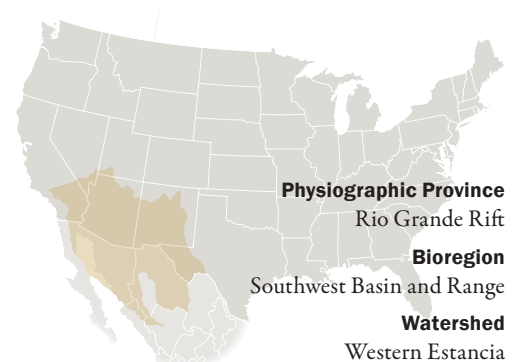 Physiographic Province
Rio Grande Rift
Bioregion
Southwest Basin and Range
Watershed
Western Estancia